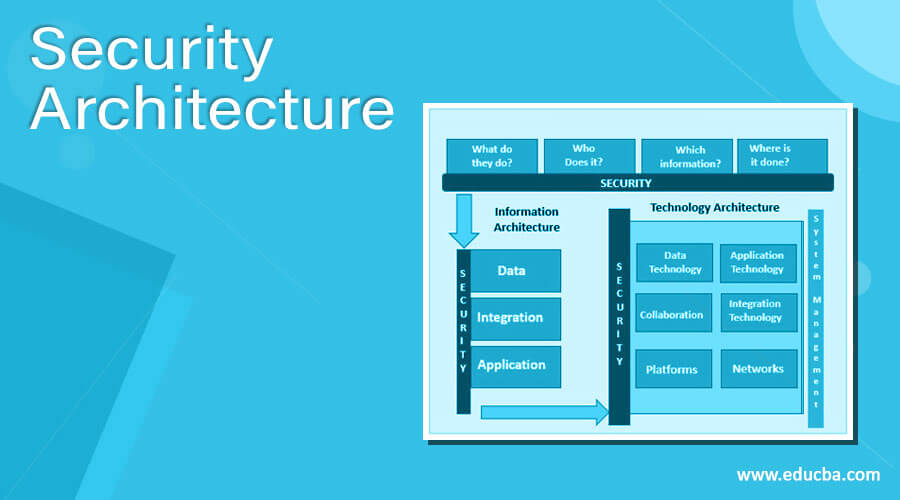 Security
Architecture
What do
they do?
Who
Does it?
Which
information?
Where is
it done?
SECURITY
Information
Architecture
Technology Architecture
SECURITY
Data
Integration
Application
SECURITY
Data
Technology
Application
Technology
Collaboration
Integration
Technology
Platforms
Networks
System Management
www.educba.com